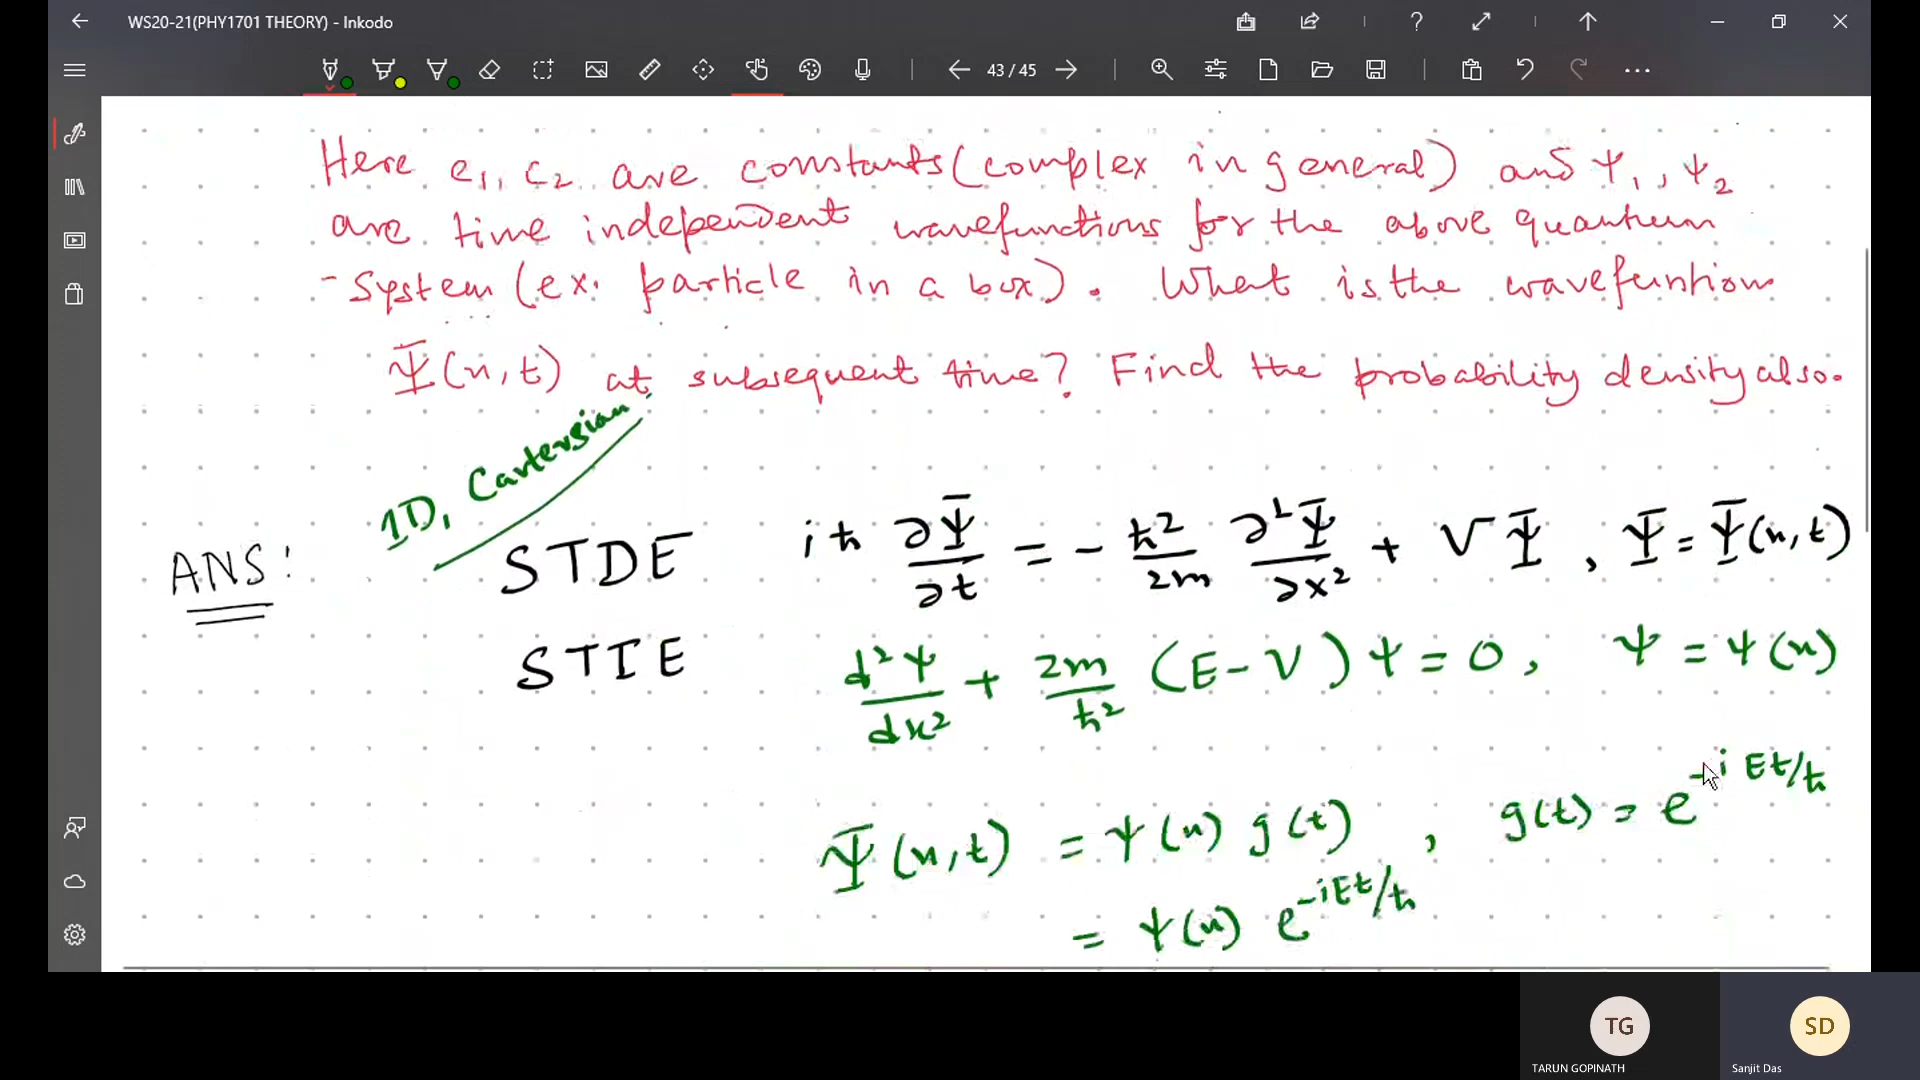 WS20-21(PHY1701 THEORY) - Inkodo
43 / 45
Here c₁, c₂ are constants (complex in general) and ψ₁, ψ₂
are time independent wavefunctions for the above quantum
- System (ex. particle in a box). What is the wavefuntion
Ψ(x,t) at subsequent time? Find the probability density also.
1D, Cartersian
ANS: STDE iħ ∂Ψ/∂t = - ħ²/2m ∂²Ψ/∂x² + VΨ, Ψ = Ψ(x,t)
STIE d²ψ/dx² + 2m/ħ² (E-V)ψ = 0, ψ = ψ(x)
Ψ(x,t) = ψ(x) g(t), g(t) = e^{-iEt/ħ}
= ψ(x) e^{-iEt/ħ}
TG
SD
TARUN GOPINATH
Sanjit Das